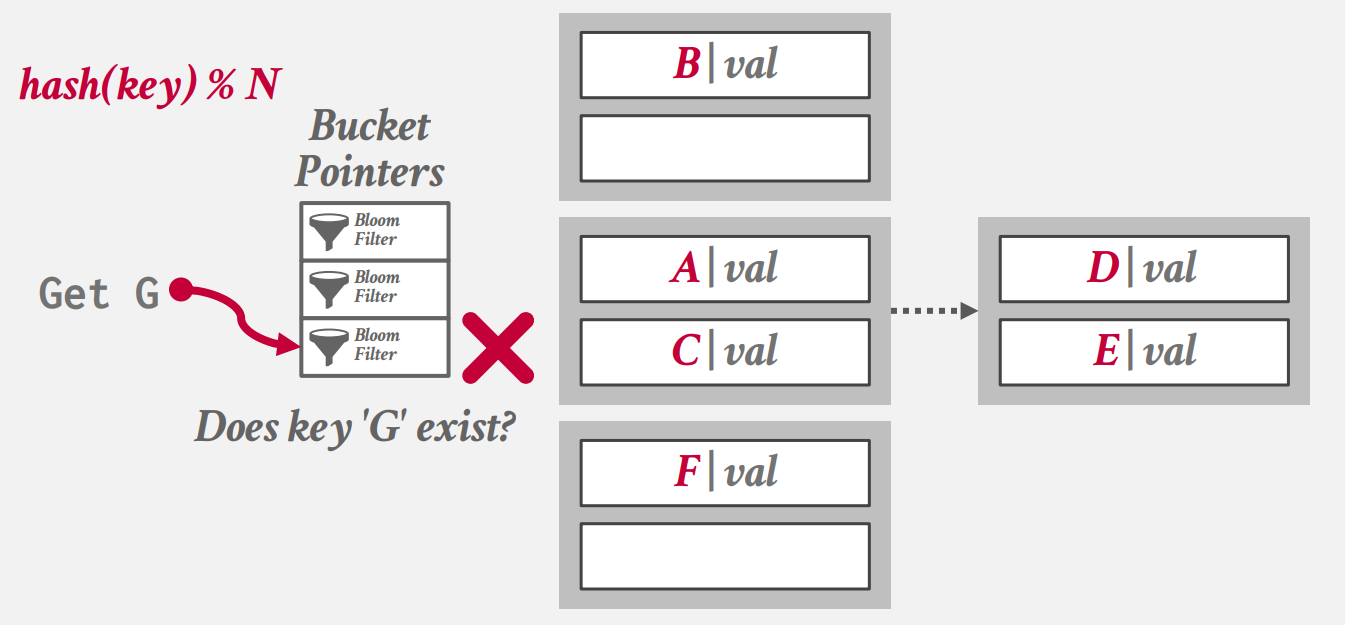 hash(key) % N
Bucket
Pointers
Bloom
Filter
Bloom
Filter
Bloom
Filter
Get G
Does key 'G' exist?
B|val
A|val
C|val
D|val
E|val
F|val